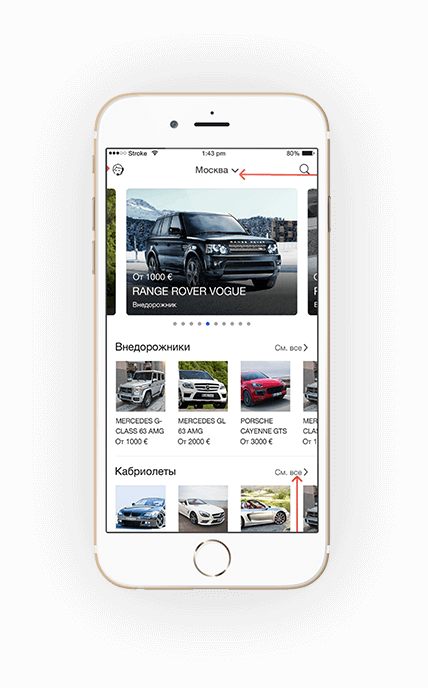 Stroke
1:43 pm
80%
Москва
От 1000 €
RANGE ROVER VOGUE
Внедорожник
От
Внедорожники
См. все
MERCEDES G-
CLASS 63 AMG
От 1000 €
MERCEDES GL
63 AMG
От 2000 €
PORSCHE
CAYENNE GTS
От 3000 €
Кабриолеты
См. все